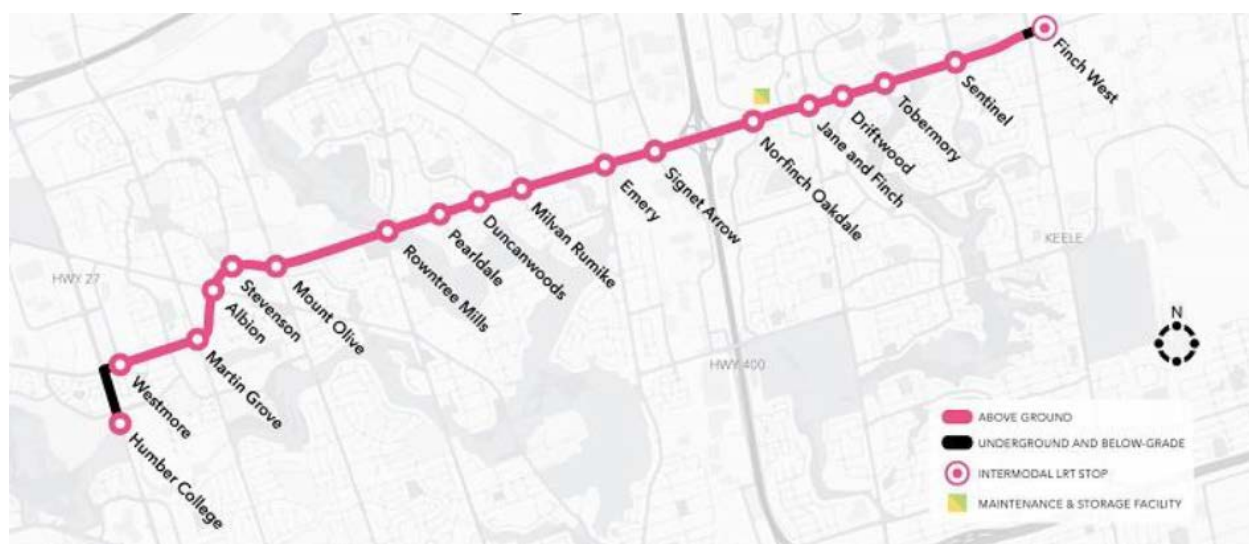 Finch West
Sentinel
Tobermory
Driftwood
Jane and Finch
Norfinch Oakdale
Signet Arrow
Emery
Milvan Rumike
Duncanwoods
Pearldale
Rowntree Mills
Mount Olive
Stevenson
Albion
Martin Grove
Westmore
Humber College
HWY 27
HWY 400
KEELE
N
ABOVE GROUND
UNDERGROUND AND BELOW-GRADE
INTERMODAL LRT STOP
MAINTENANCE & STORAGE FACILITY